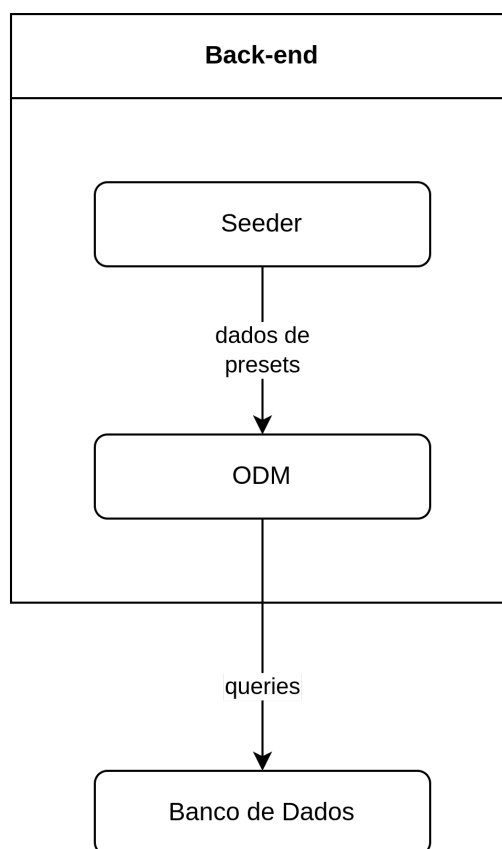 Back-end
Seeder
dados de
presets
ODM
queries
Banco de Dados